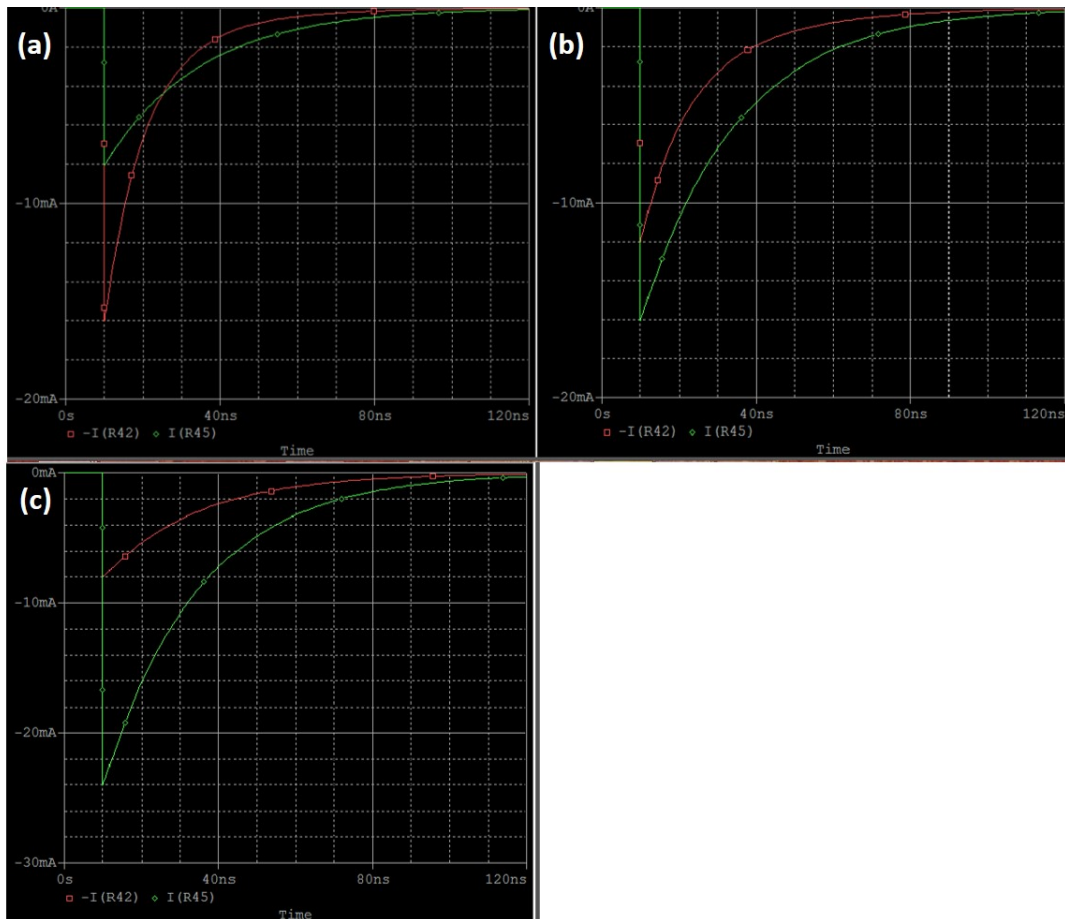 (a)
0A
-10mA
-20mA
0s 40ns 80ns 120ns
-I(R42) I(R45)
Time
(b)
0A
-10mA
-20mA
0s 40ns 80ns 120ns
-I(R42) I(R45)
Time
(c)
0mA
-10mA
-20mA
-30mA
0s 40ns 80ns 120ns
-I(R42) I(R45)
Time